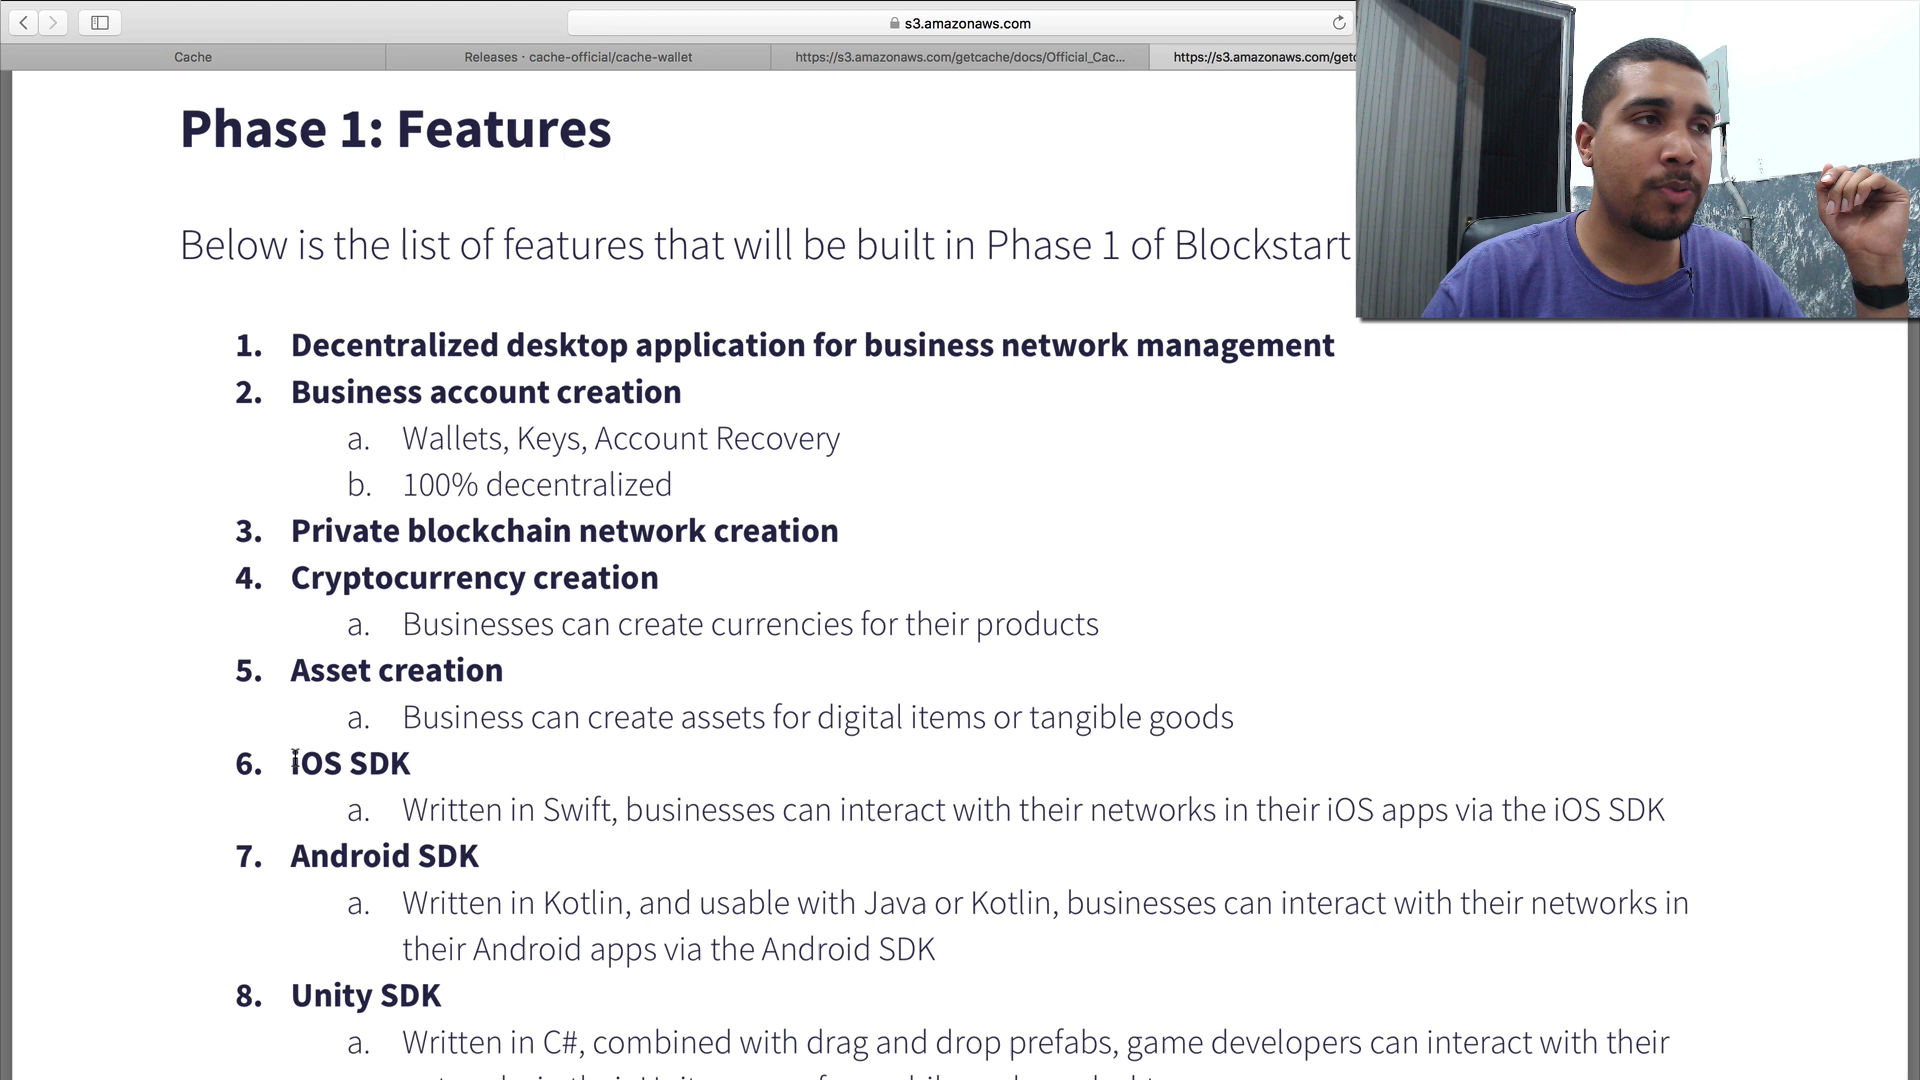 s3.amazonaws.com
Cache
Releases · cache-official/cache-wallet
https://s3.amazonaws.com/getcache/docs/Official_Cac...
https://s3.amazonaws.com/getc
Phase 1: Features
Below is the list of features that will be built in Phase 1 of Blockstart
1. Decentralized desktop application for business network management
2. Business account creation
a. Wallets, Keys, Account Recovery
b. 100% decentralized
3. Private blockchain network creation
4. Cryptocurrency creation
a. Businesses can create currencies for their products
5. Asset creation
a. Business can create assets for digital items or tangible goods
6. iOS SDK
a. Written in Swift, businesses can interact with their networks in their iOS apps via the iOS SDK
7. Android SDK
a. Written in Kotlin, and usable with Java or Kotlin, businesses can interact with their networks in
their Android apps via the Android SDK
8. Unity SDK
a. Written in C#, combined with drag and drop prefabs, game developers can interact with their